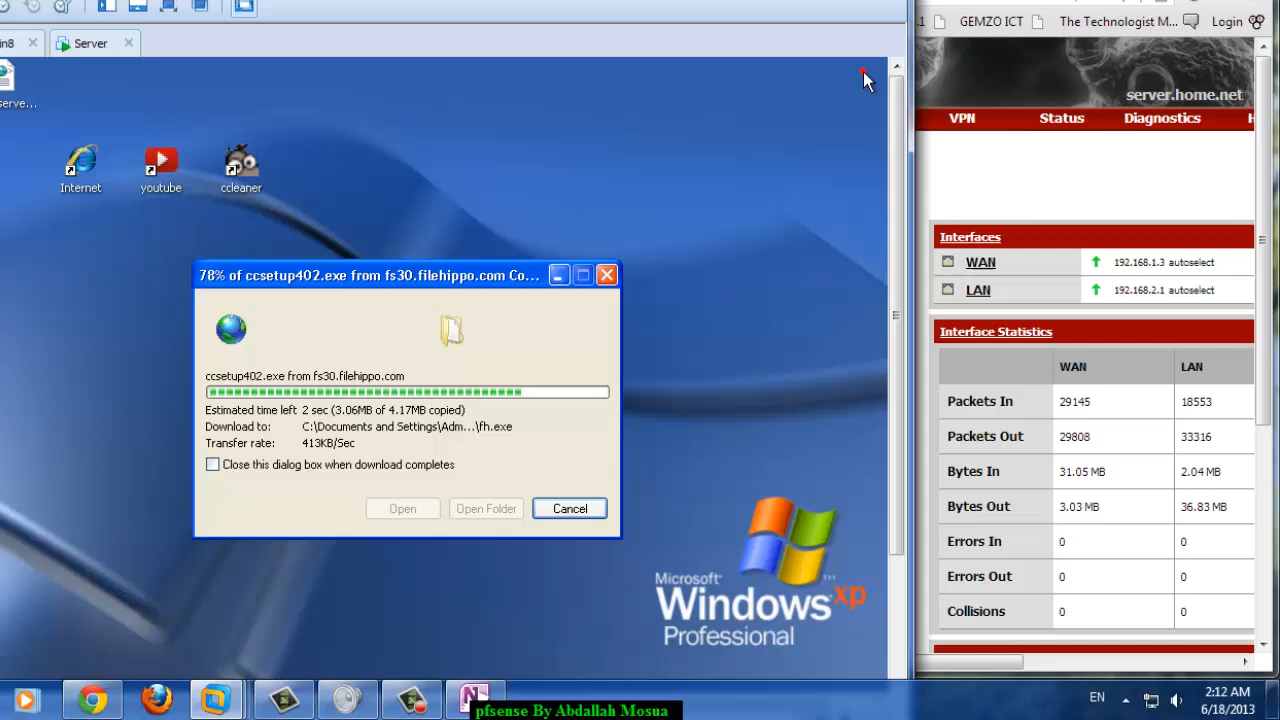 GEMZO ICT
The Technologist M...
Login
in8
Server
serve...
Internet
youtube
ccleaner
78% of ccsetup402.exe from fs30.filehippo.com Co...
ccsetup402.exe from fs30.filehippo.com
Estimated time left 2 sec (3.06MB of 4.17MB copied)
Download to: C:\Documents and Settings\Adm...\fh.exe
Transfer rate: 413KB/Sec
Close this dialog box when download completes
Open
Open Folder
Cancel
Microsoft
Windows xp
Professional
server.home.net
VPN
Status
Diagnostics
H
Interfaces
WAN 192.168.1.3 autoselect
LAN 192.168.2.1 autoselect
Interface Statistics
WAN LAN
Packets In 29145 18553
Packets Out 29808 33316
Bytes In 31.05 MB 2.04 MB
Bytes Out 3.03 MB 36.83 MB
Errors In 0 0
Errors Out 0 0
Collisions 0 0
EN
2:12 AM
6/18/2013
pfsense By Abdallah Mosua